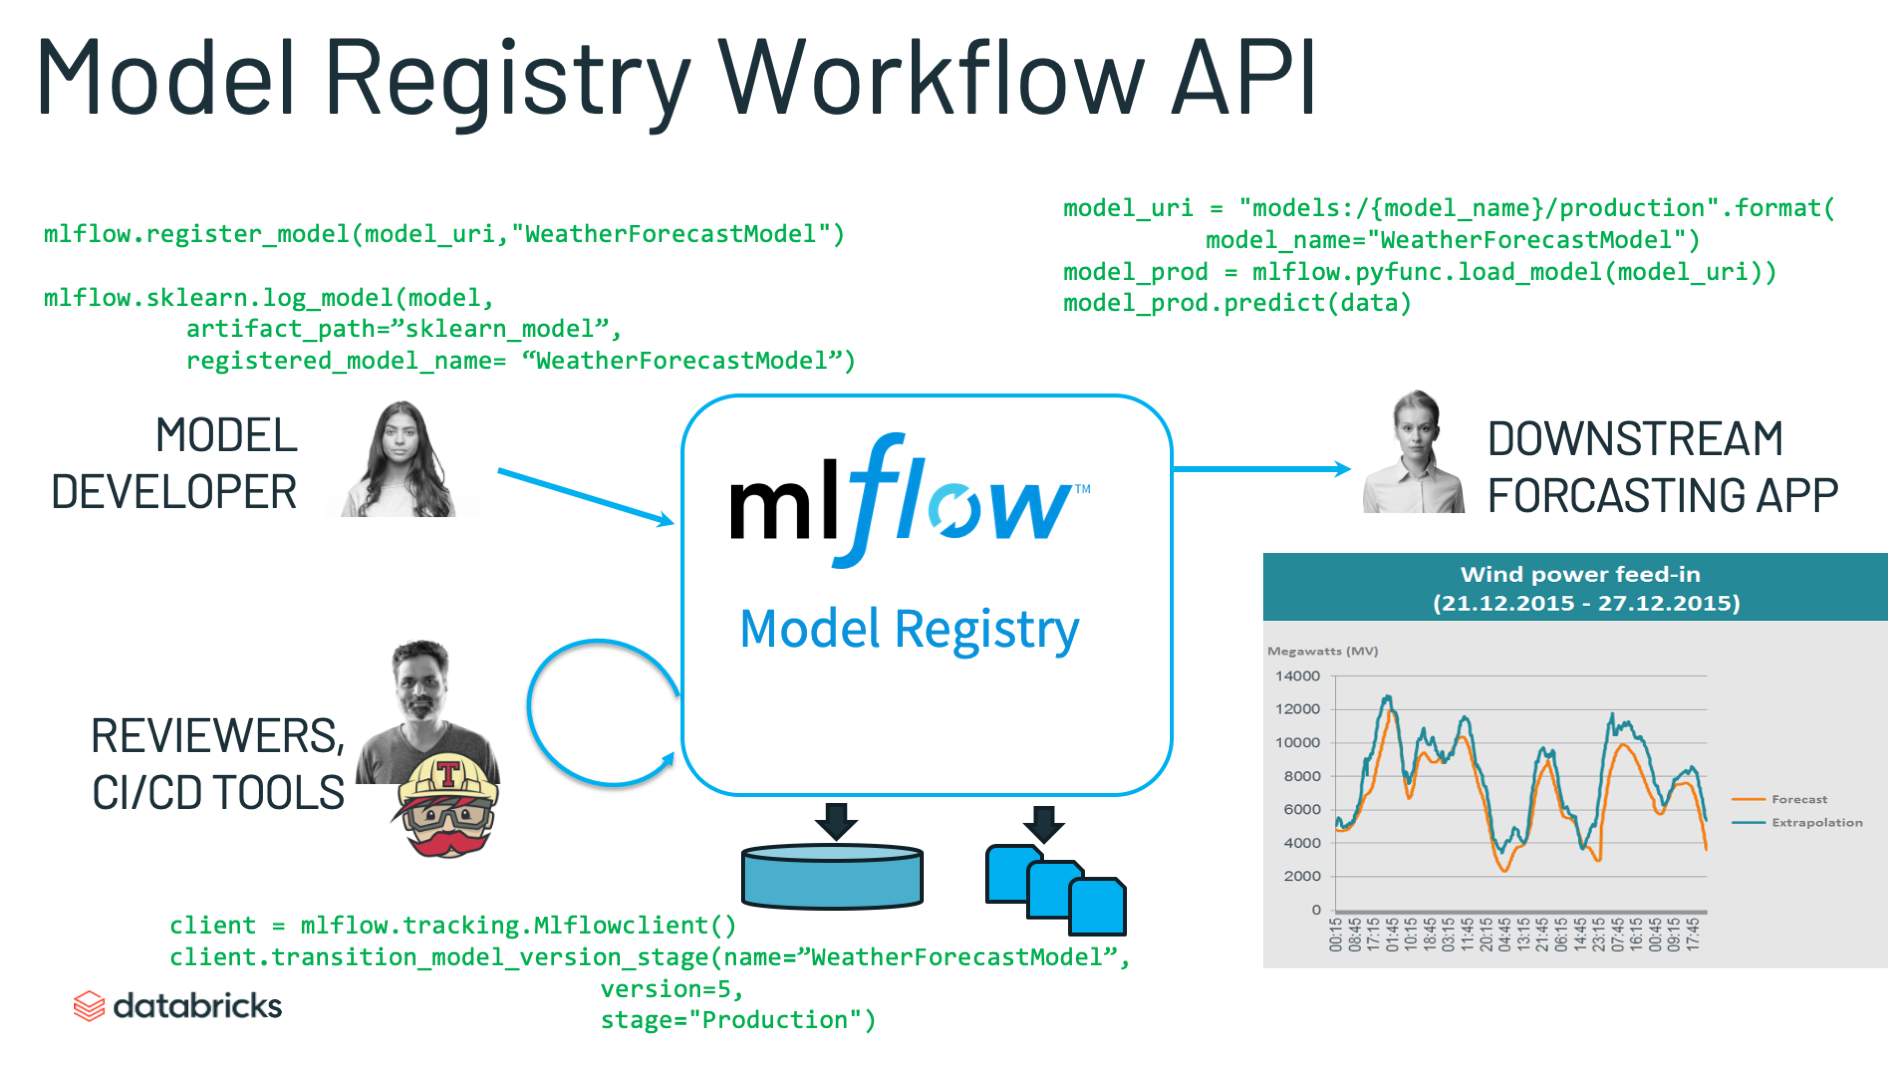 Model Registry Workflow API
mlflow.register_model(model_uri,"WeatherForecastModel")
mlflow.sklearn.log_model(model,
artifact_path=”sklearn_model”,
registered_model_name= “WeatherForecastModel”)
model_uri = "models:/{model_name}/production".format(
model_name="WeatherForecastModel")
model_prod = mlflow.pyfunc.load_model(model_uri))
model_prod.predict(data)
MODEL
DEVELOPER
mlflow™
Model Registry
DOWNSTREAM
FORCASTING APP
REVIEWERS,
CI/CD TOOLS
T
Wind power feed-in
(21.12.2015 - 27.12.2015)
Megawatts (MV)
14000
12000
10000
8000
6000
4000
2000
0
00:15
08:45
17:15
01:45
10:15
18:45
03:15
11:45
20:15
04:45
13:15
21:45
06:15
14:45
23:15
07:45
16:15
00:45
09:15
17:45
Forecast
Extrapolation
client = mlflow.tracking.Mlflowclient()
client.transition_model_version_stage(name=”WeatherForecastModel”,
version=5,
stage="Production")
databricks